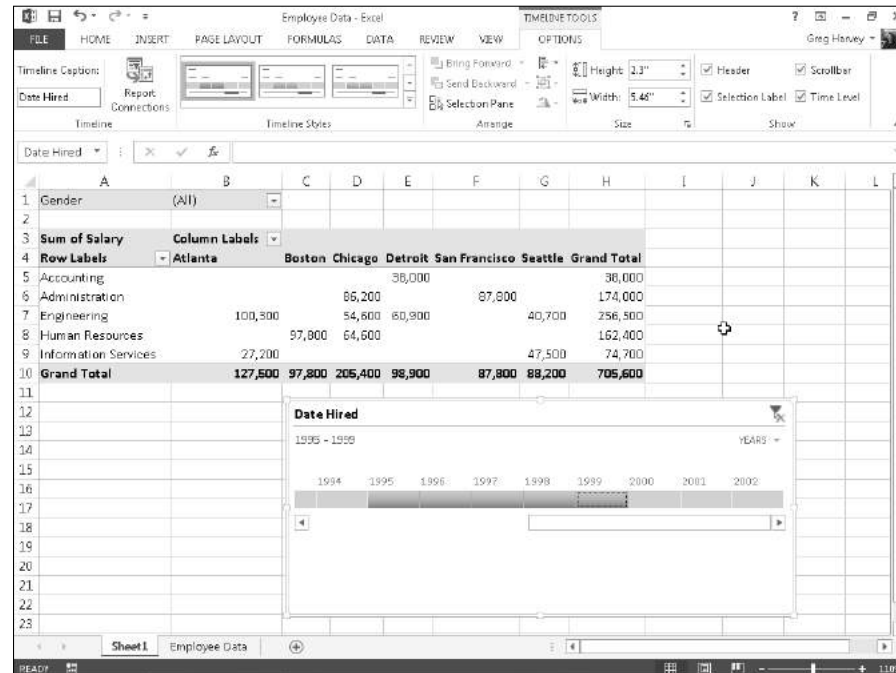 Employee Data - Excel
TIMELINE TOOLS
?
FILE HOME INSERT PAGE LAYOUT FORMULAS DATA REVIEW VIEW OPTIONS
Greg Harvey
Timeline Caption:
Date Hired
Report
Connections
Bring Forward
Send Backward
Selection Pane
Height: 2.3"
Width: 5.46"
Header
Selection Label
Scrollbar
Time Level
Timeline
Timeline Styles
Arrange
Size
Show
Date Hired
fx
A B C D E F G H I J K L
1 Gender (All)
2
3 Sum of Salary Column Labels
4 Row Labels Atlanta Boston Chicago Detroit San Francisco Seattle Grand Total
5 Accounting 38,000 38,000
6 Administration 86,200 87,800 174,000
7 Engineering 100,300 54,600 60,900 40,700 256,500
8 Human Resources 97,800 64,600 162,400
9 Information Services 27,200 47,500 74,700
10 Grand Total 127,500 97,800 205,400 98,900 87,800 88,200 705,600
11
12
13
14
15
16
17
18
19
20
21
22
23
Date Hired
1995 - 1999
YEARS
1994 1995 1996 1997 1998 1999 2000 2001 2002
Sheet1
Employee Data
READY